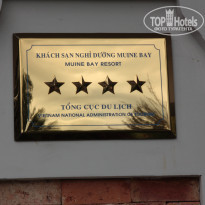 TOP HOTELS
KHÁCH SẠN NGHỈ DƯỠNG MUINE BAY
MUINE BAY RESORT
TỔNG CỤC DU LỊCH
VIETNAM NATIONAL ADMINISTRATION OF